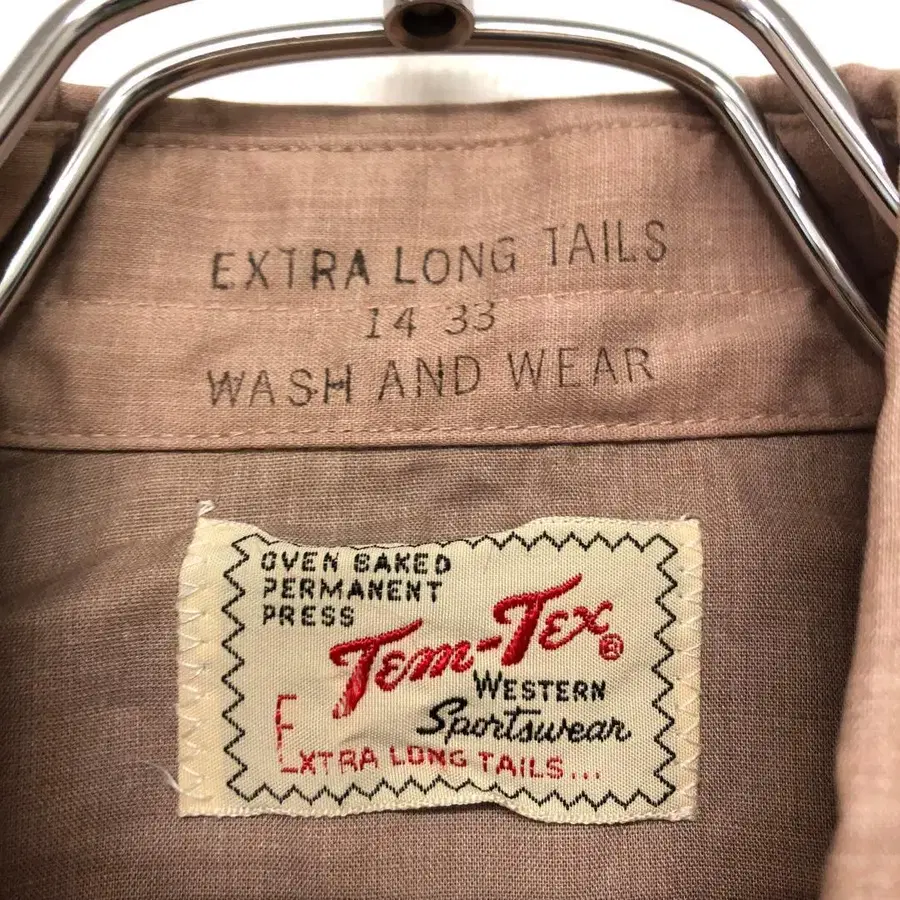 EXTRA LONG TAILS
14 33
WASH AND WEAR
OVEN BAKED
PERMANENT
PRESS
Tem-Tex®
WESTERN
Sportswear
EXTRA LONG TAILS...